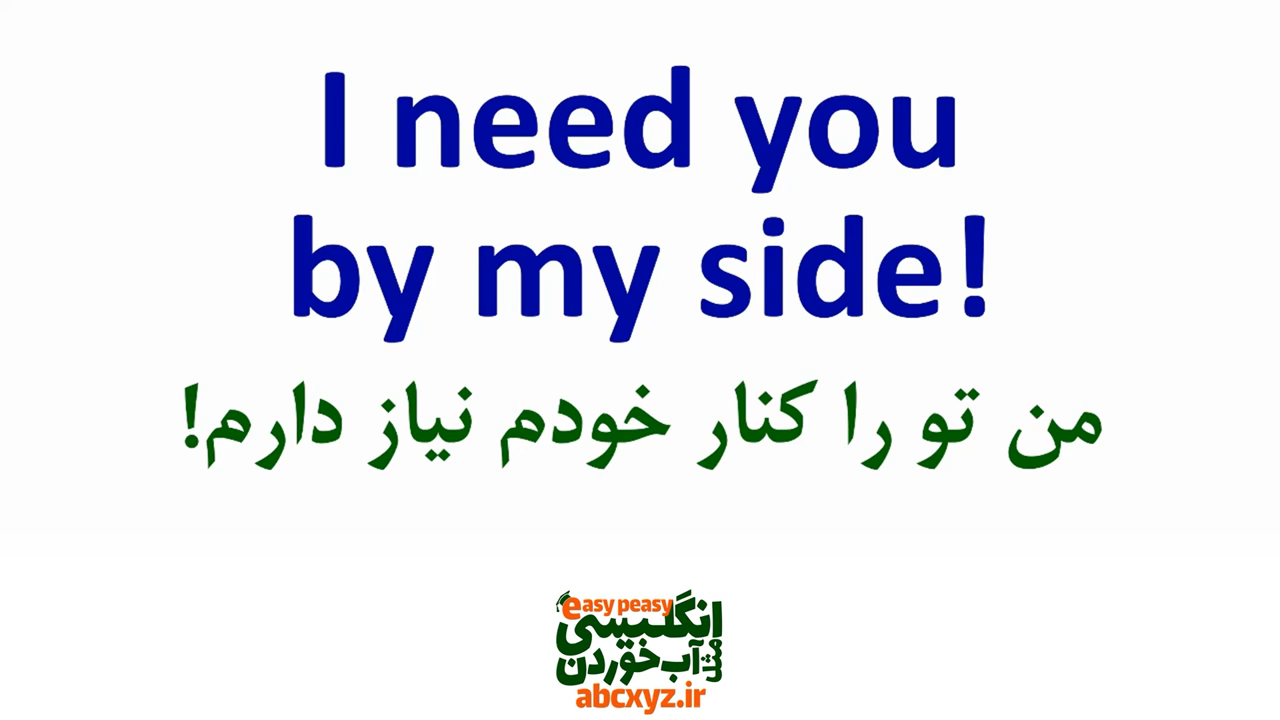 I need you
by my side!
من تو را کنار خودم نیاز دارم!
easy peasy
انگلیسی
مثل آب خوردن
abcxyz.ir